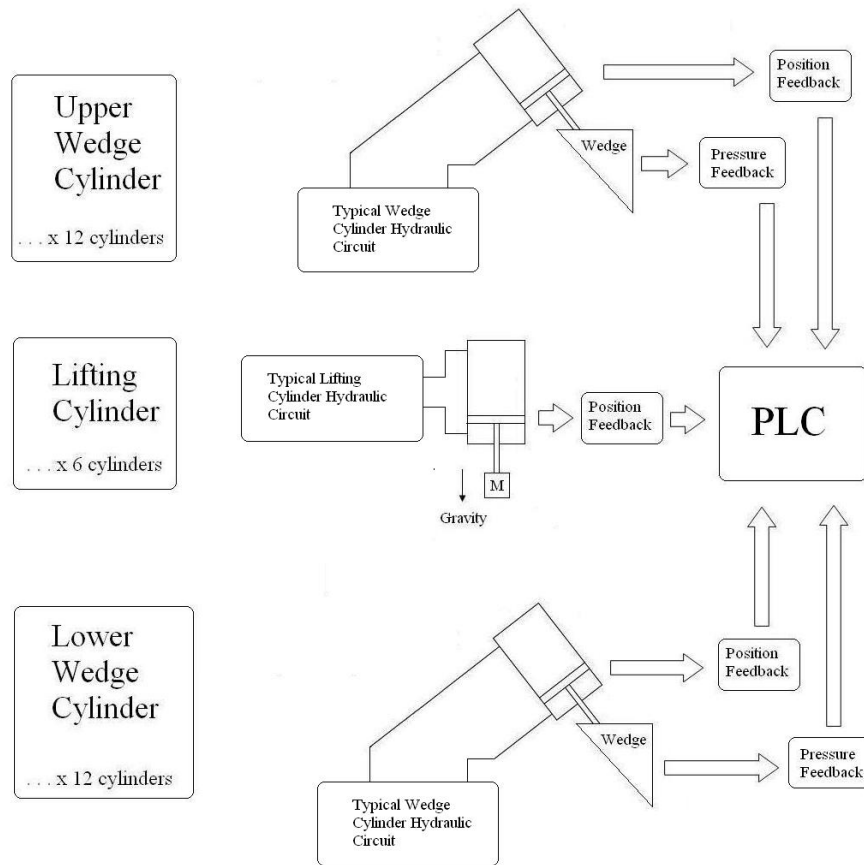 Upper
Wedge
Cylinder
. . . x 12 cylinders
Wedge
Typical Wedge
Cylinder Hydraulic
Circuit
Position
Feedback
Pressure
Feedback
Lifting
Cylinder
. . . x 6 cylinders
Typical Lifting
Cylinder Hydraulic
Circuit
M
Gravity
Position
Feedback
PLC
Lower
Wedge
Cylinder
. . . x 12 cylinders
Wedge
Typical Wedge
Cylinder Hydraulic
Circuit
Position
Feedback
Pressure
Feedback